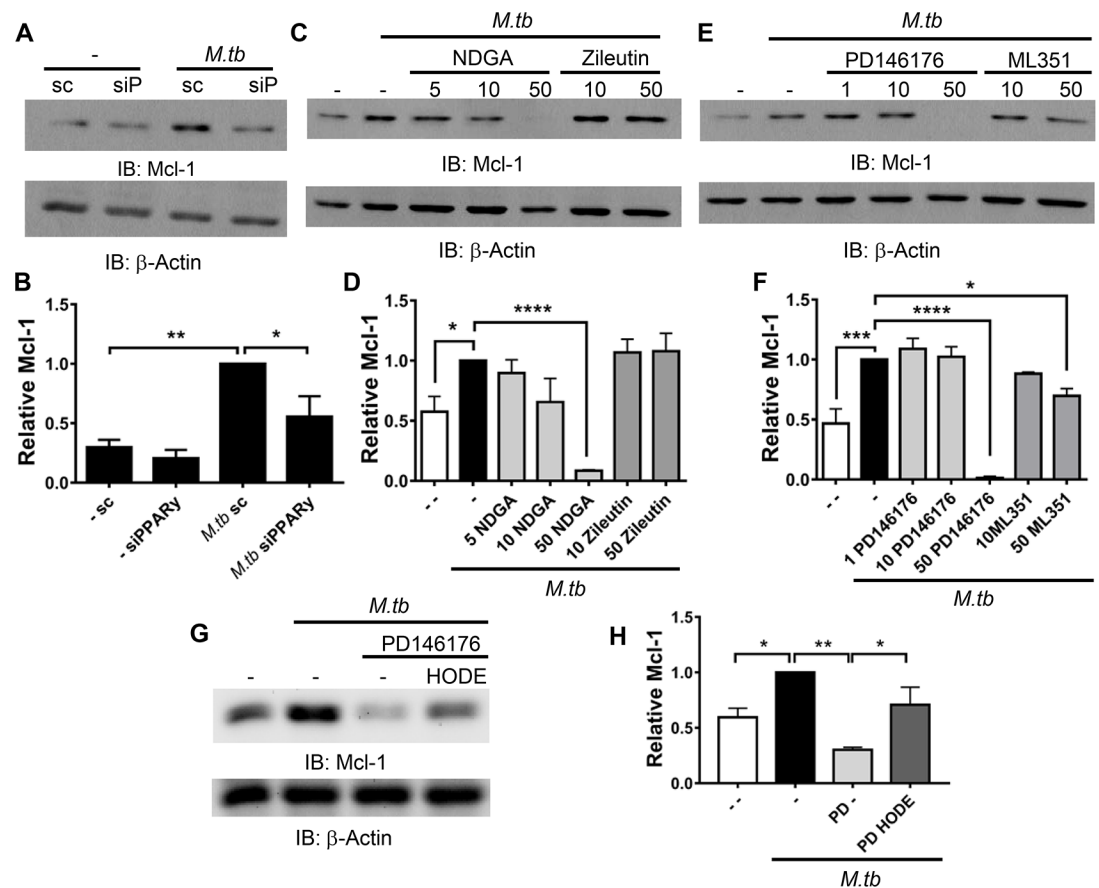 A
- M.tb
sc siP sc siP
IB: Mcl-1
IB: β-Actin
B
Relative Mcl-1
1.5
1.0
0.5
0.0
** *
- sc
- siPPARγ
M.tb sc
M.tb siPPARγ
C
M.tb
NDGA Zileutin
- - 5 10 50 10 50
IB: Mcl-1
IB: β-Actin
D
Relative Mcl-1
1.5
1.0
0.5
0.0
* ****
- -
-
5 NDGA
10 NDGA
50 NDGA
10 Zileutin
50 Zileutin
M.tb
E
M.tb
PD146176 ML351
- - 1 10 50 10 50
IB: Mcl-1
IB: β-Actin
F
Relative Mcl-1
1.5
1.0
0.5
0.0
*
****
***
- -
-
1 PD146176
10 PD146176
50 PD146176
10ML351
50 ML351
M.tb
G
M.tb
PD146176
- - - HODE
IB: Mcl-1
IB: β-Actin
H
Relative Mcl-1
1.5
1.0
0.5
0.0
* ** *
- -
-
PD -
PD HODE
M.tb